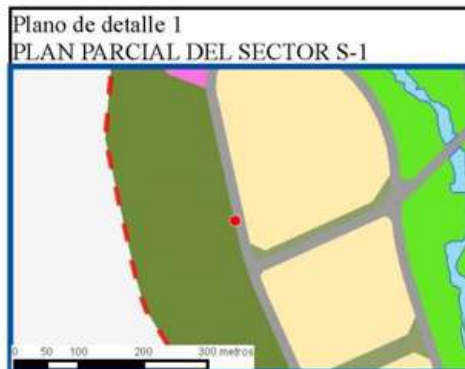 Plano de detalle 1
PLAN PARCIAL DEL SECTOR S-1
0 50 100 200 300 metros